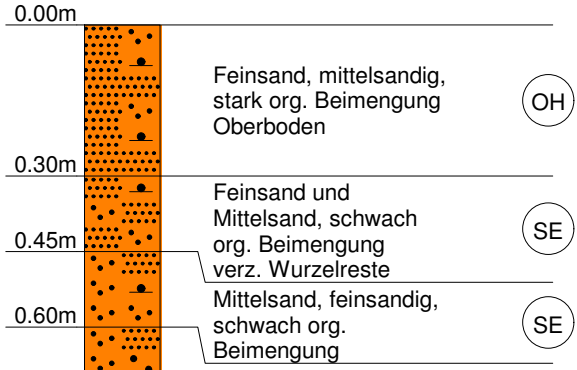 0.00m
Feinsand, mittelsandig,
stark org. Beimengung
Oberboden
OH
0.30m
Feinsand und
Mittelsand, schwach
org. Beimengung
verz. Wurzelreste
SE
0.45m
Mittelsand, feinsandig,
schwach org.
Beimengung
SE
0.60m